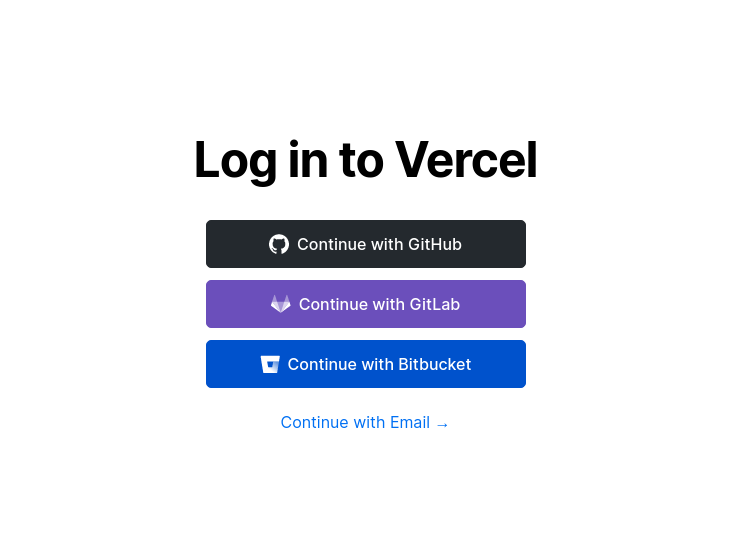 Log in to Vercel
Continue with GitHub
Continue with GitLab
Continue with Bitbucket
Continue with Email →